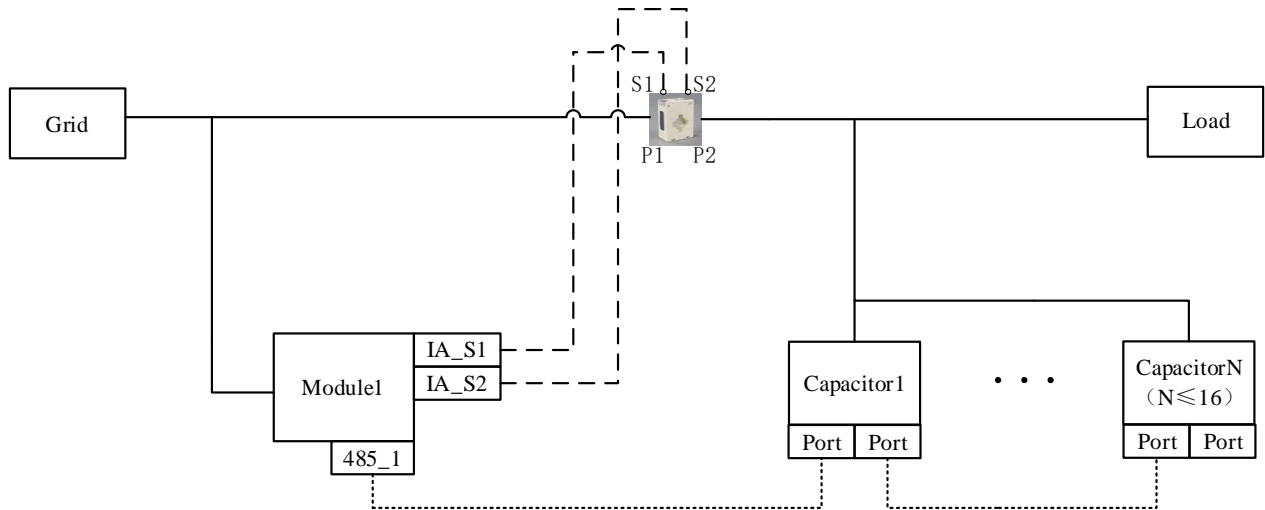 S1
S2
Grid
Load
P1
P2
IA_S1
Module1
IA_S2
485_1
Capacitor1
Port
Port
· · ·
CapacitorN
（N≤16）
Port
Port